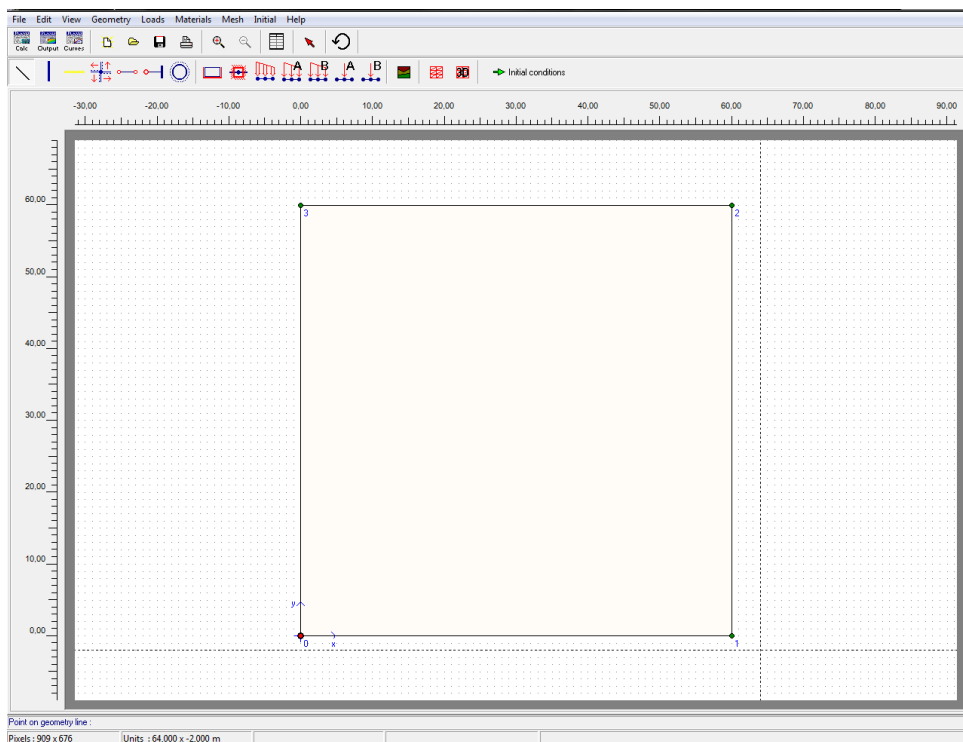 File Edit View Geometry Loads Materials Mesh Initial Help
Calc Output Curves
A B A B 3D Initial conditions
-30,00 -20,00 -10,00 0,00 10,00 20,00 30,00 40,00 50,00 60,00 70,00 80,00 90,00
60,00
3 2
50,00
40,00
30,00
20,00
10,00
y
0,00
0 x 1
Point on geometry line :
Pixels : 909 x 676 Units : 64,000 x -2,000 m